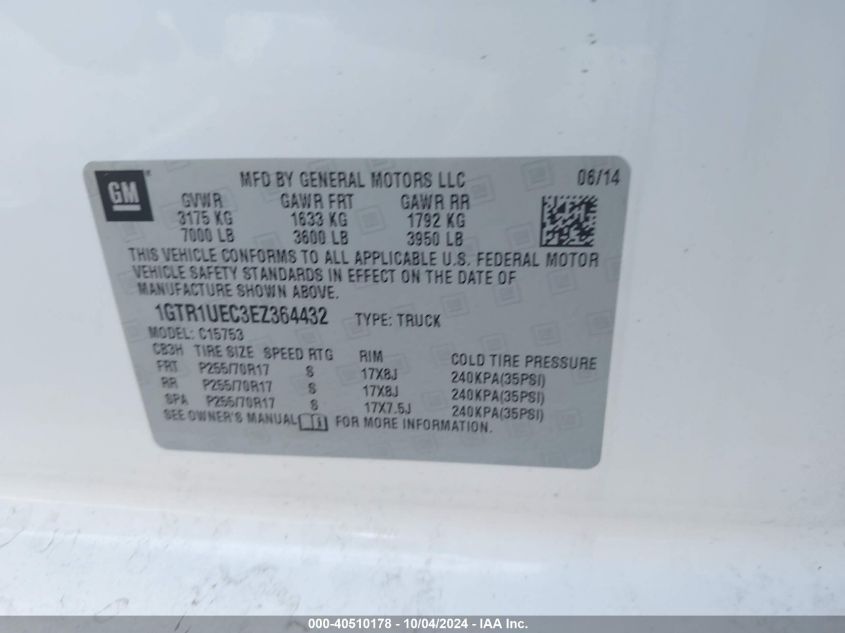 GM
MFD BY GENERAL MOTORS LLC 06/14
GVWR GAWR FRT GAWR RR
3175 KG 1633 KG 1792 KG
7000 LB 3600 LB 3950 LB
THIS VEHICLE CONFORMS TO ALL APPLICABLE U.S. FEDERAL MOTOR
VEHICLE SAFETY STANDARDS IN EFFECT ON THE DATE OF
MANUFACTURE SHOWN ABOVE.
1GTR1UEC3EZ364432 TYPE: TRUCK
MODEL: C15753
CB3H TIRE SIZE SPEED RTG RIM COLD TIRE PRESSURE
FRT P255/70R17 S 17X8J 240KPA(35PSI)
RR P255/70R17 S 17X8J 240KPA(35PSI)
SPA P255/70R17 S 17X7.5J 240KPA(35PSI)
SEE OWNER'S MANUAL FOR MORE INFORMATION.
000-40510178 - 10/04/2024 - IAA Inc.